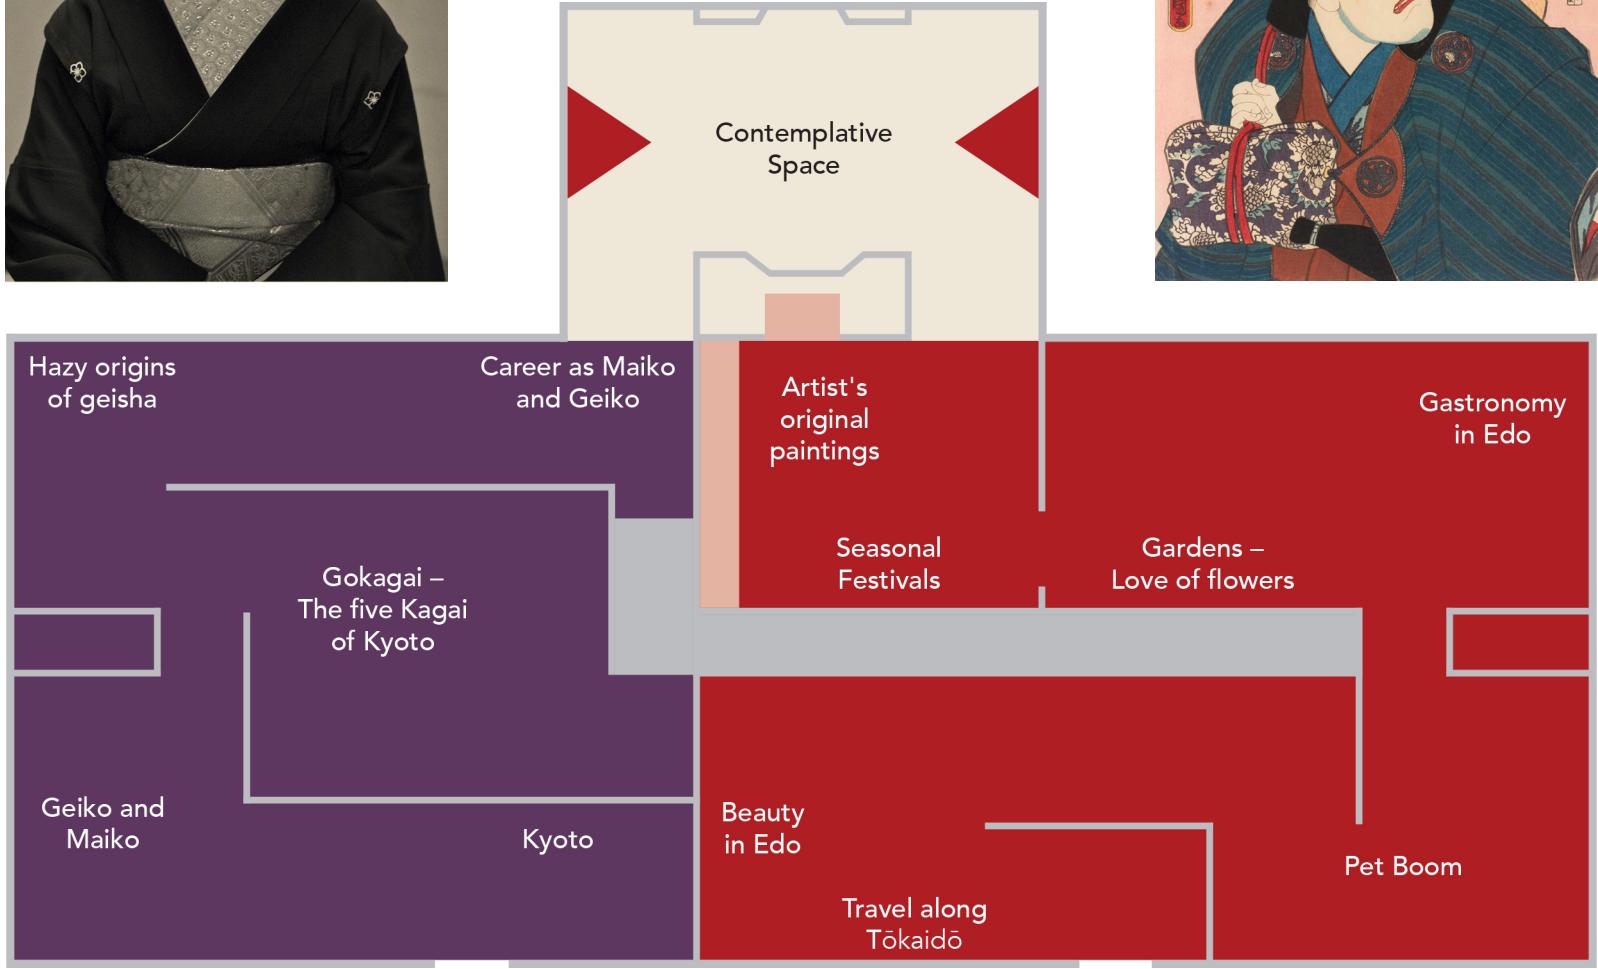 Contemplative
Space
Hazy origins
of geisha
Career as Maiko
and Geiko
Artist's
original
paintings
Gastronomy
in Edo
Seasonal
Festivals
Gardens –
Love of flowers
Gokagai –
The five Kagai
of Kyoto
Geiko and
Maiko
Kyoto
Beauty
in Edo
Pet Boom
Travel along
Tōkaidō